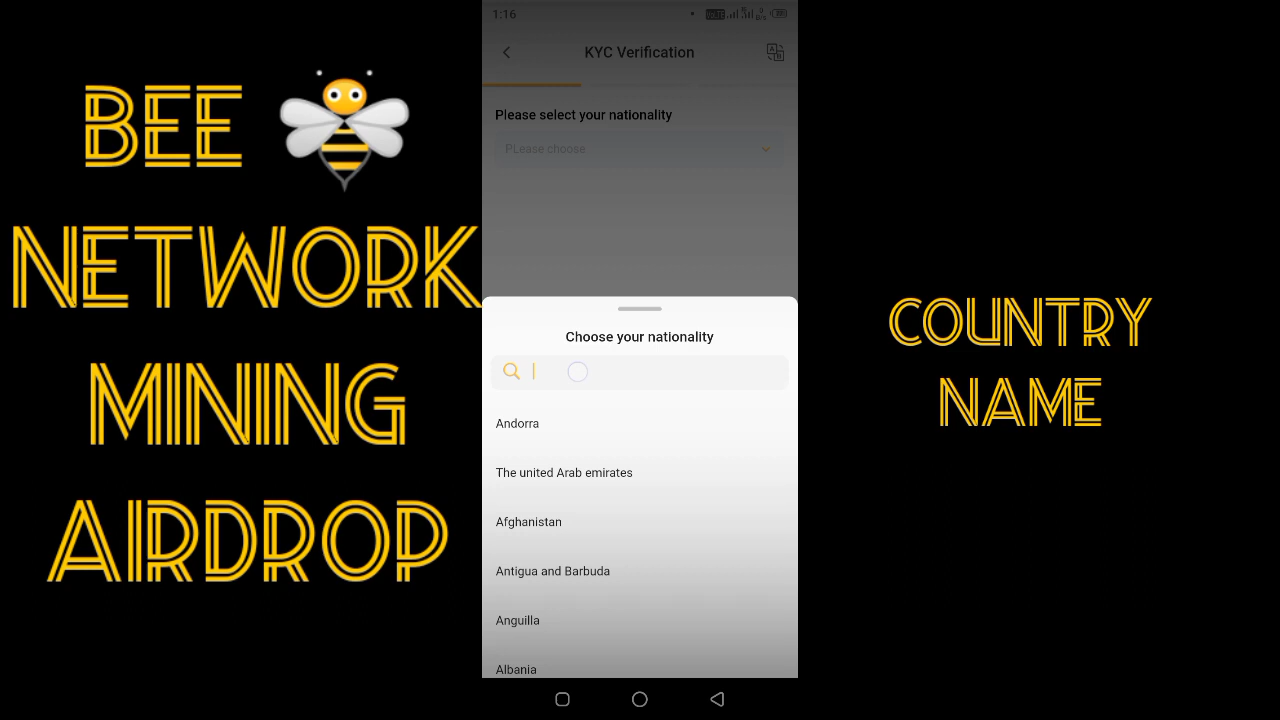 BEE
NETWORK
MINING
AIRDROP
1:16
KYC Verification
Please select your nationality
PLease choose
Choose your nationality
Andorra
The united Arab emirates
Afghanistan
Antigua and Barbuda
Anguilla
Albania
COUNTRY
NAME